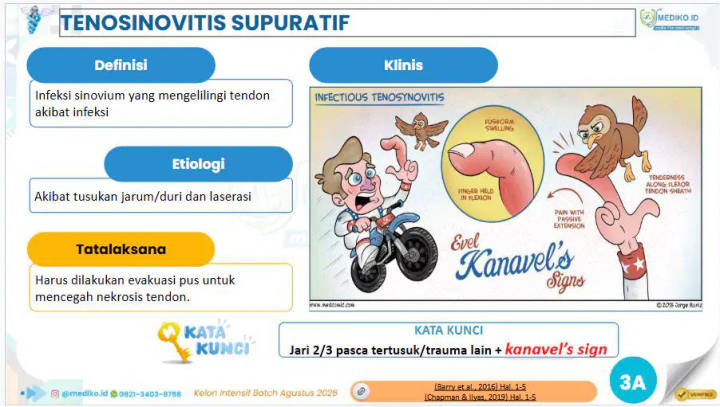 TENOSINOVITIS SUPURATIF
MEDIKO.ID
Definisi
Infeksi sinovium yang mengelilingi tendon
akibat infeksi
Etiologi
Akibat tusukan jarum/duri dan laserasi
Tatalaksana
Harus dilakukan evakuasi pus untuk
mencegah nekrosis tendon.
Klinis
INFECTIOUS TENOSYNOVITIS
FUSIFORM
SWELLING
FINGER HELD
IN FLEXION
TENDERNESS
ALONG FLEXOR
TENDON SHEATH
PAIN WITH
PASSIVE
EXTENSION
Evel
Kanavel's
Signs
www.medcomic.com
©2015 Jorge Muniz
KATA
KUNCI
KATA KUNCI
Jari 2/3 pasca tertusuk/trauma lain + kanavel's sign
@mediko.id
0821-3403-8758
Kelon Intensif Batch Agustus 2025
(Barry et al., 2016) Hal. 1-5
(Chapman & Ilyas, 2019) Hal. 1-5
3A
VERIFIED